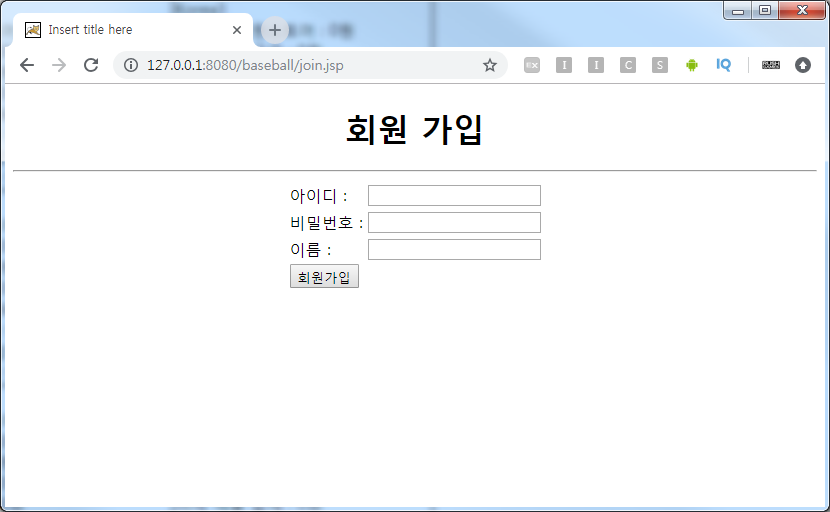 Insert title here
127.0.0.1:8080/baseball/join.jsp
I I C S IQ
회원 가입
아이디 :
비밀번호 :
이름 :
회원가입